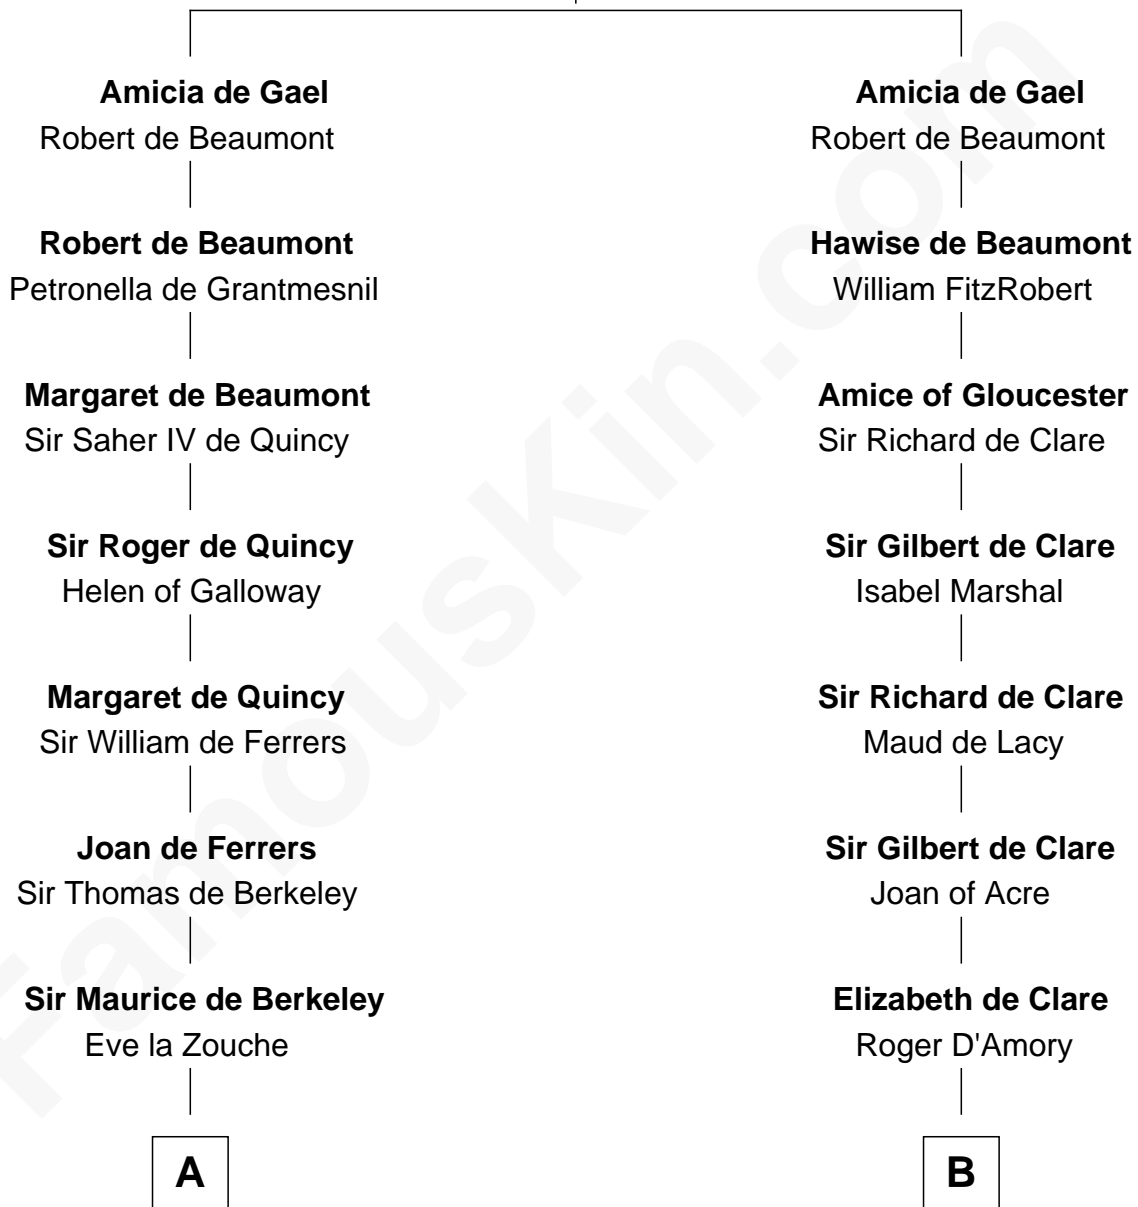 Amicia de Gael
Robert de Beaumont
Robert de Beaumont
Petronella de Grantmesnil
Margaret de Beaumont
Sir Saher IV de Quincy
Sir Roger de Quincy
Helen of Galloway
Margaret de Quincy
Sir William de Ferrers
Joan de Ferrers
Sir Thomas de Berkeley
Sir Maurice de Berkeley
Eve la Zouche
A
Amicia de Gael
Robert de Beaumont
Hawise de Beaumont
William FitzRobert
Amice of Gloucester
Sir Richard de Clare
Sir Gilbert de Clare
Isabel Marshal
Sir Richard de Clare
Maud de Lacy
Sir Gilbert de Clare
Joan of Acre
Elizabeth de Clare
Roger D'Amory
B
FamousKin.com